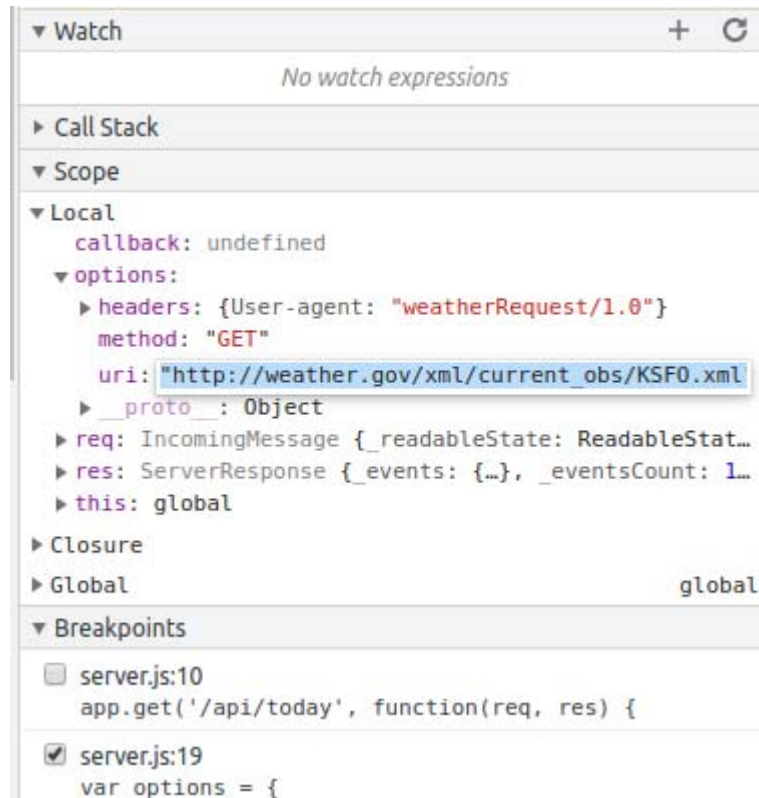 Watch
No watch expressions
Call Stack
Scope
Local
callback: undefined
options:
headers: {User-agent: "weatherRequest/1.0"}
method: "GET"
uri: "http://weather.gov/xml/current_obs/KSFO.xml"
__proto__: Object
req: IncomingMessage {_readableState: ReadableStat…
res: ServerResponse {_events: {…}, _eventsCount: 1…
this: global
Closure
Global global
Breakpoints
server.js:10
app.get('/api/today', function(req, res) {
server.js:19
var options = {